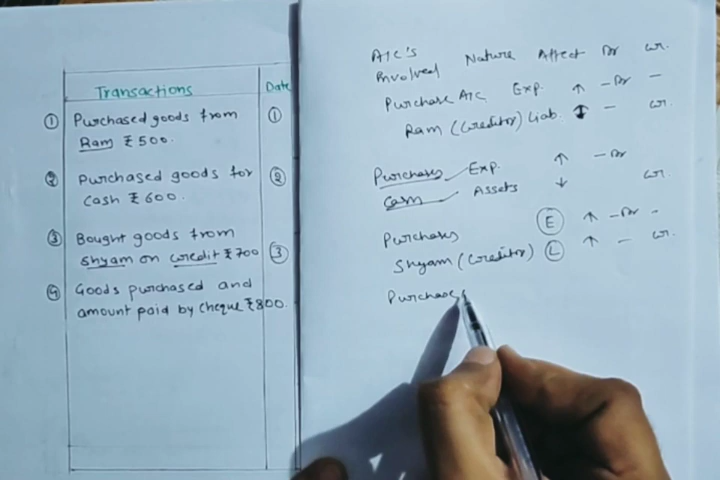 Transactions
Date
① Purchased goods from
Ram ₹ 500.
①
② Purchased goods for
cash ₹ 600.
②
③ Bought goods from
Shyam on credit ₹ 700
③
④ Goods purchased and
amount paid by cheque ₹ 800.
A/C's
Involved Nature Affect Dr Cr.
Purchase A/C Exp. ↑ - Dr -
Ram (Creditor) Liab. ↑ - Cr.
Purchases Exp. ↑ - Dr
Cash Assets ↓ Cr.
Purchases E ↑ - Dr -
Shyam (Creditor) L ↑ - Cr.
Purchases